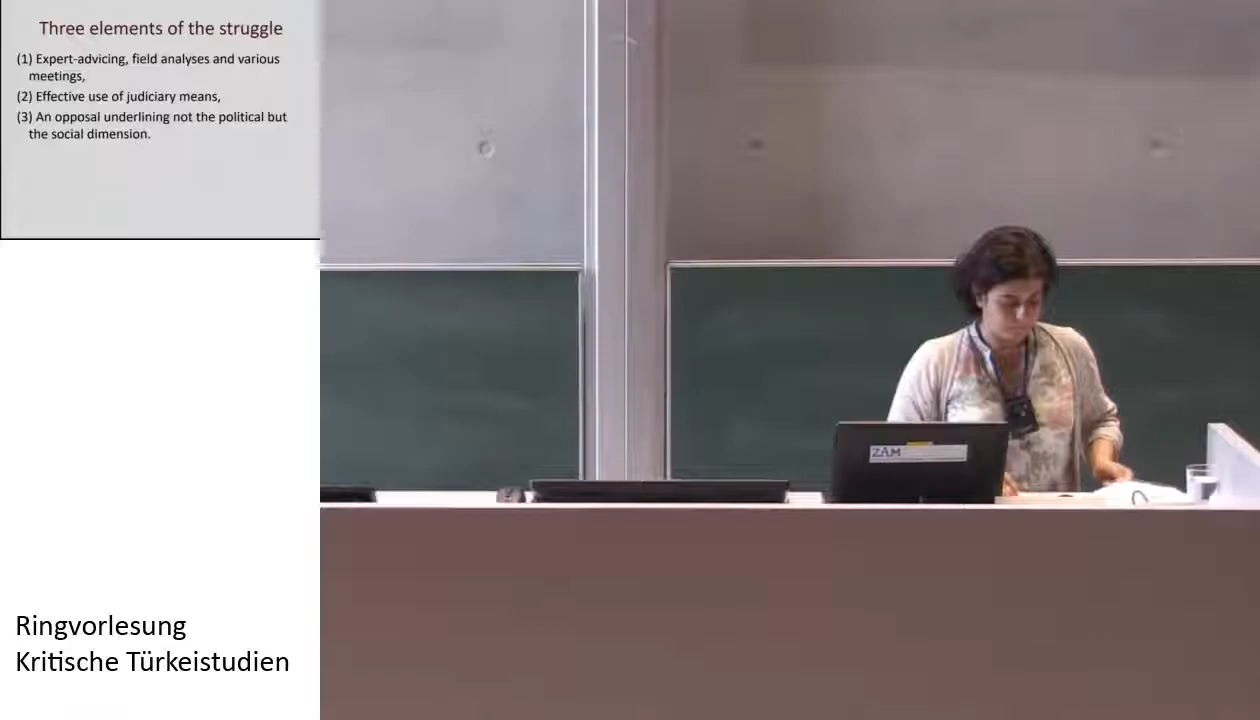 Three elements of the struggle
(1) Expert-advicing, field analyses and various
meetings,
(2) Effective use of judiciary means,
(3) An opposal underlining not the political but
the social dimension.
ZAM
Ringvorlesung
Kritische Türkeistudien